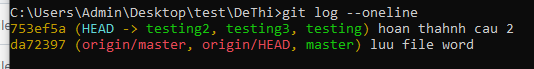 C:\Users\Admin\Desktop\test\DeThi>git log --oneline
753ef5a (HEAD -> testing2, testing3, testing) hoan thahnh cau 2
da72397 (origin/master, origin/HEAD, master) luu file word